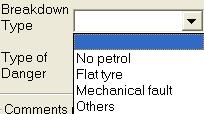 Breakdown
Type
No petrol
Type of
Flat tyre
Danger
Mechanical fault
Others
Comments